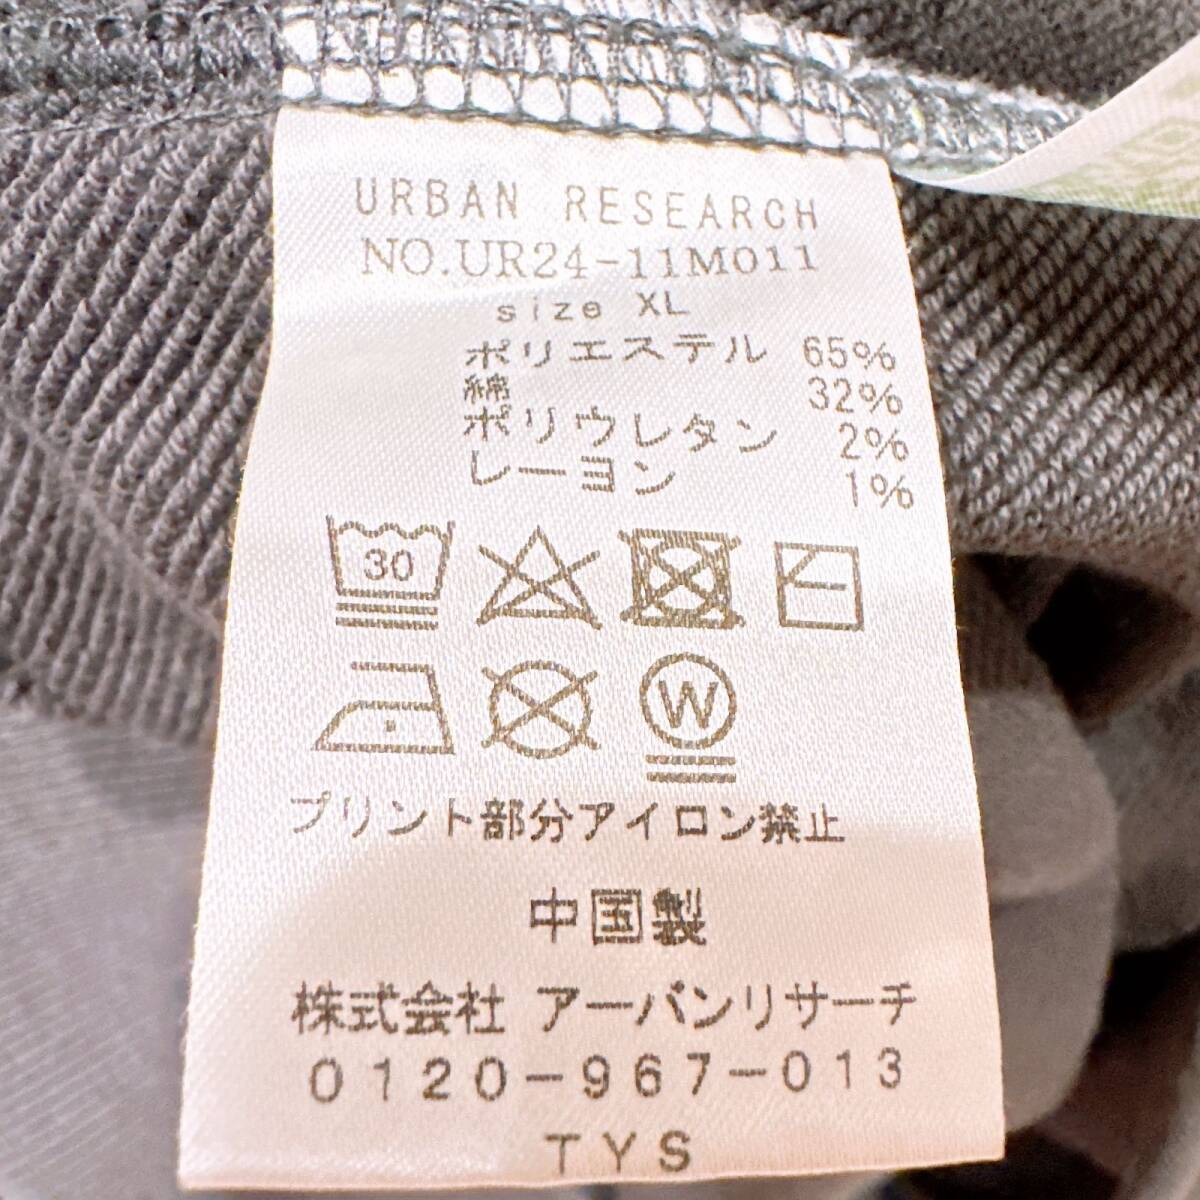 URBAN RESEARCH
NO.UR24-11M011
size XL
ポリエステル 65%
綿 32%
ポリウレタン 2%
レーヨン 1%
30
W
プリント部分アイロン禁止
中国製
株式会社 アーバンリサーチ
0120-967-013
TYS